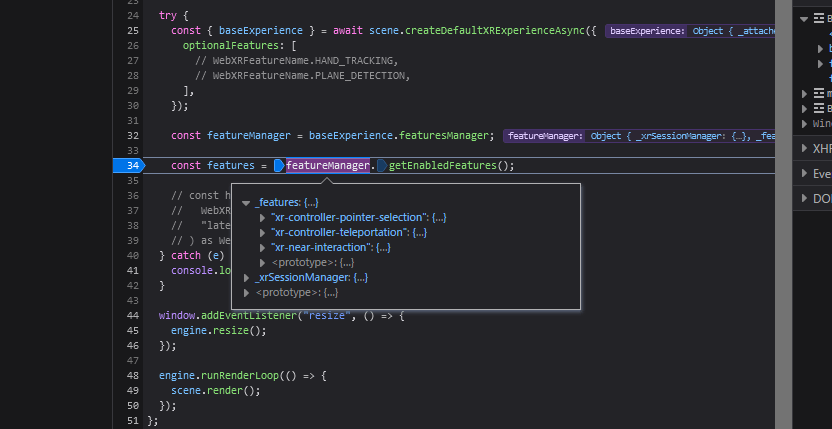 23
24 try {
25 const { baseExperience } = await scene.createDefaultXRExperienceAsync({ baseExperience: Object { _attache
26 optionalFeatures: [
27 // WebXRFeatureName.HAND_TRACKING,
28 // WebXRFeatureName.PLANE_DETECTION,
29 ],
30 });
31
32 const featureManager = baseExperience.featuresManager; featureManager: Object { _xrSessionManager: {…}, _fea
33
34 const features = featureManager.getEnabledFeatures();
35
_features: {…}
36 // const h
"xr-controller-pointer-selection": {…}
37 // WebXR
"xr-controller-teleportation": {…}
38 // "late
"xr-near-interaction": {…}
39 // ) as We
<prototype>: {…}
40 } catch (e)
_xrSessionManager: {…}
41 console.lo
<prototype>: {…}
42 }
43
44 window.addEventListener("resize", () => {
45 engine.resize();
46 });
47
48 engine.runRenderLoop(() => {
49 scene.render();
50 });
51 };
B
b
f
f
m
B
Wind
XHR
Eve
DO